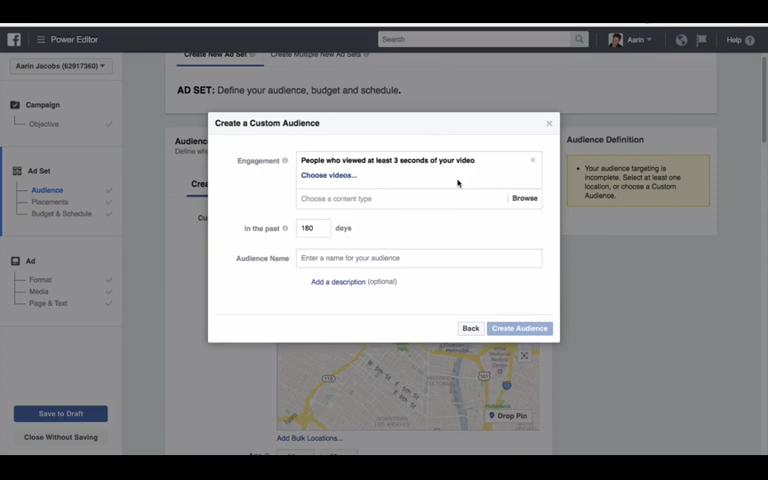 Power Editor
Search
Aarin
Help
Aarin Jacobs (62917360)
Create New Ad Set
Create Multiple New Ad Sets
Campaign
Objective
AD SET: Define your audience, budget and schedule.
Create a Custom Audience
Audience
Audience Definition
Engagement
People who viewed at least 3 seconds of your video
Choose videos...
Your audience targeting is
incomplete. Select at least one
location, or choose a Custom
Audience.
Ad Set
Audience
Placements
Budget & Schedule
Choose a content type
Browse
In the past
180
days
Audience Name
Enter a name for your audience
Ad
Format
Media
Page & Text
Add a description (optional)
Back
Create Audience
Save to Draft
Close Without Saving
Drop Pin
Add Bulk Locations...